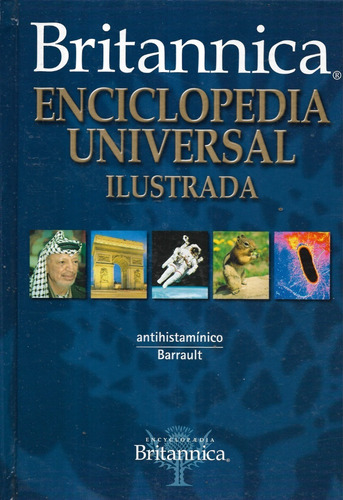 Britannica®
ENCICLOPEDIA
UNIVERSAL
ILUSTRADA
antihistamínico
Barrault
ENCYCLOPÆDIA
Britannica®